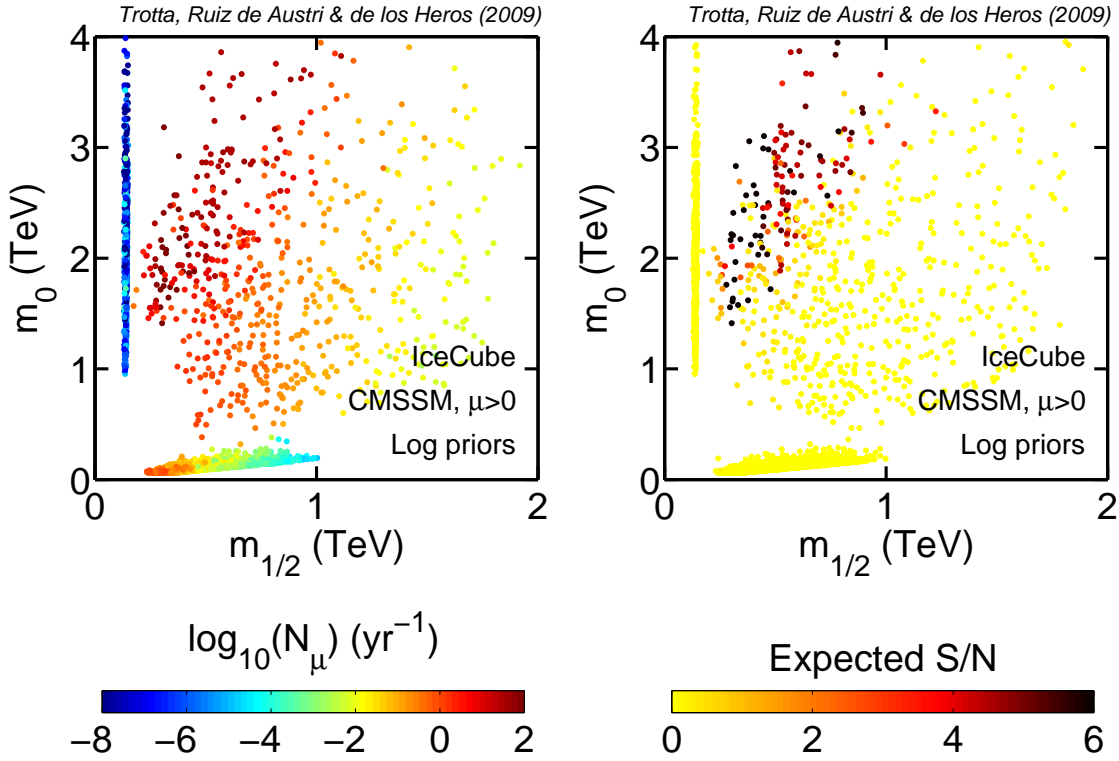 Trotta, Ruiz de Austri & de los Heros (2009)
4
3
2
1
0
m₀ (TeV)
IceCube
CMSSM, μ>0
Log priors
0 1 2
m₁/₂ (TeV)
log₁₀(Nμ) (yr⁻¹)
−8 −6 −4 −2 0 2
Trotta, Ruiz de Austri & de los Heros (2009)
4
3
2
1
0
m₀ (TeV)
IceCube
CMSSM, μ>0
Log priors
0 1 2
m₁/₂ (TeV)
Expected S/N
0 2 4 6